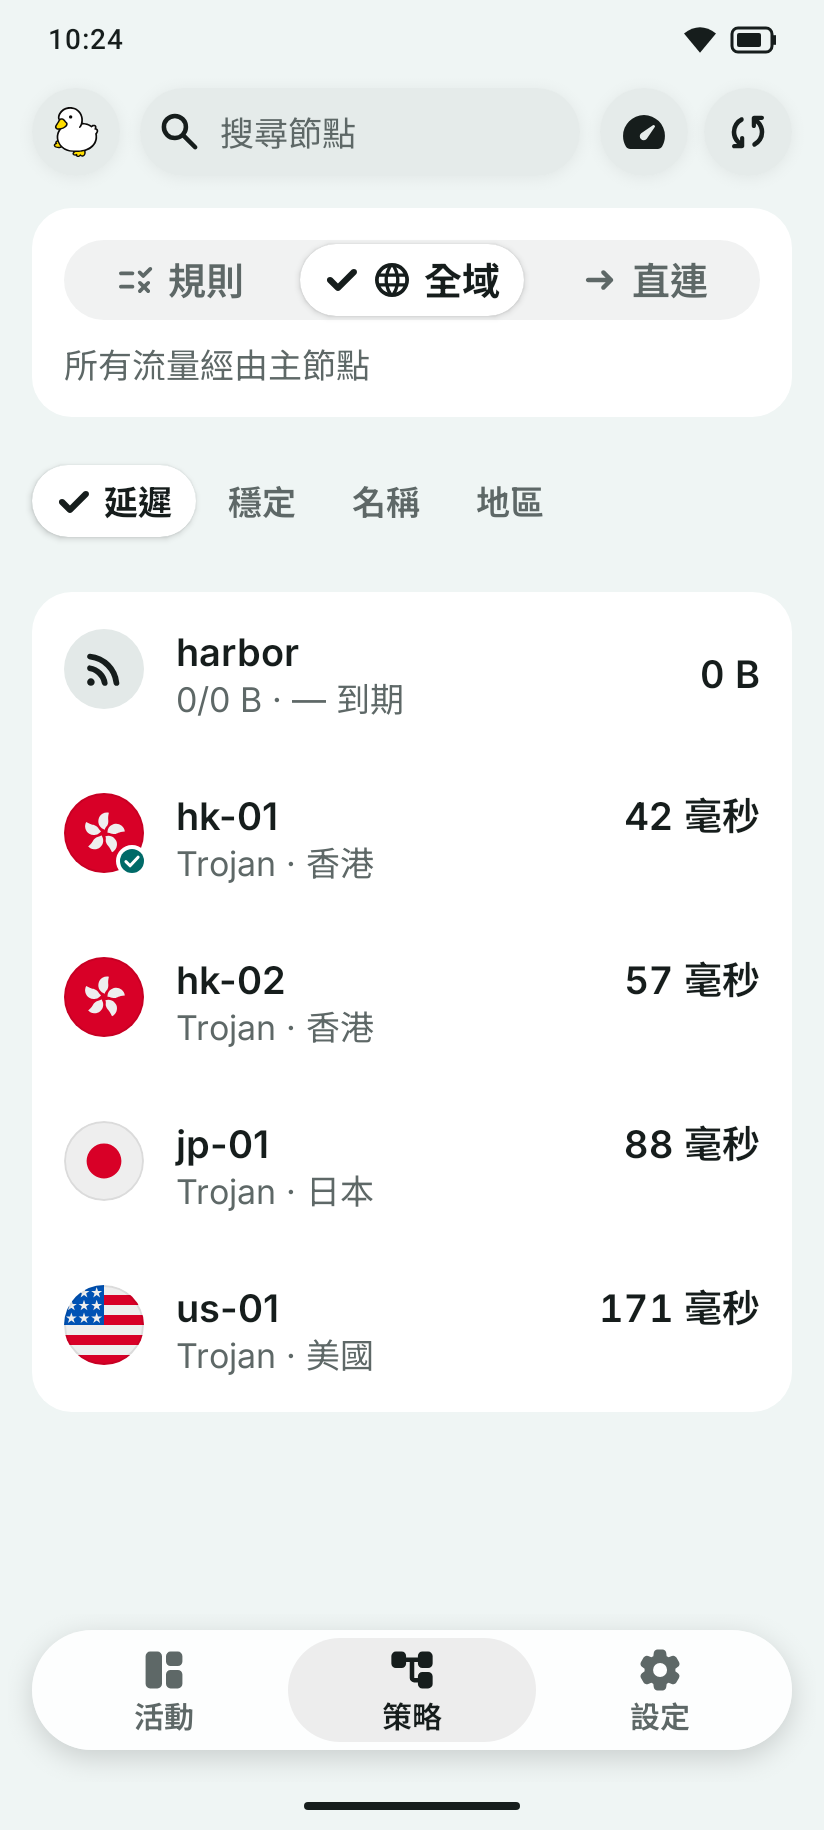 10:24
搜尋節點
規則
全域
直連
所有流量經由主節點
延遲
穩定
名稱
地區
harbor
0/0 B · — 到期
0 B
hk-01
Trojan · 香港
42 毫秒
hk-02
Trojan · 香港
57 毫秒
jp-01
Trojan · 日本
88 毫秒
us-01
Trojan · 美國
171 毫秒
活動
策略
設定